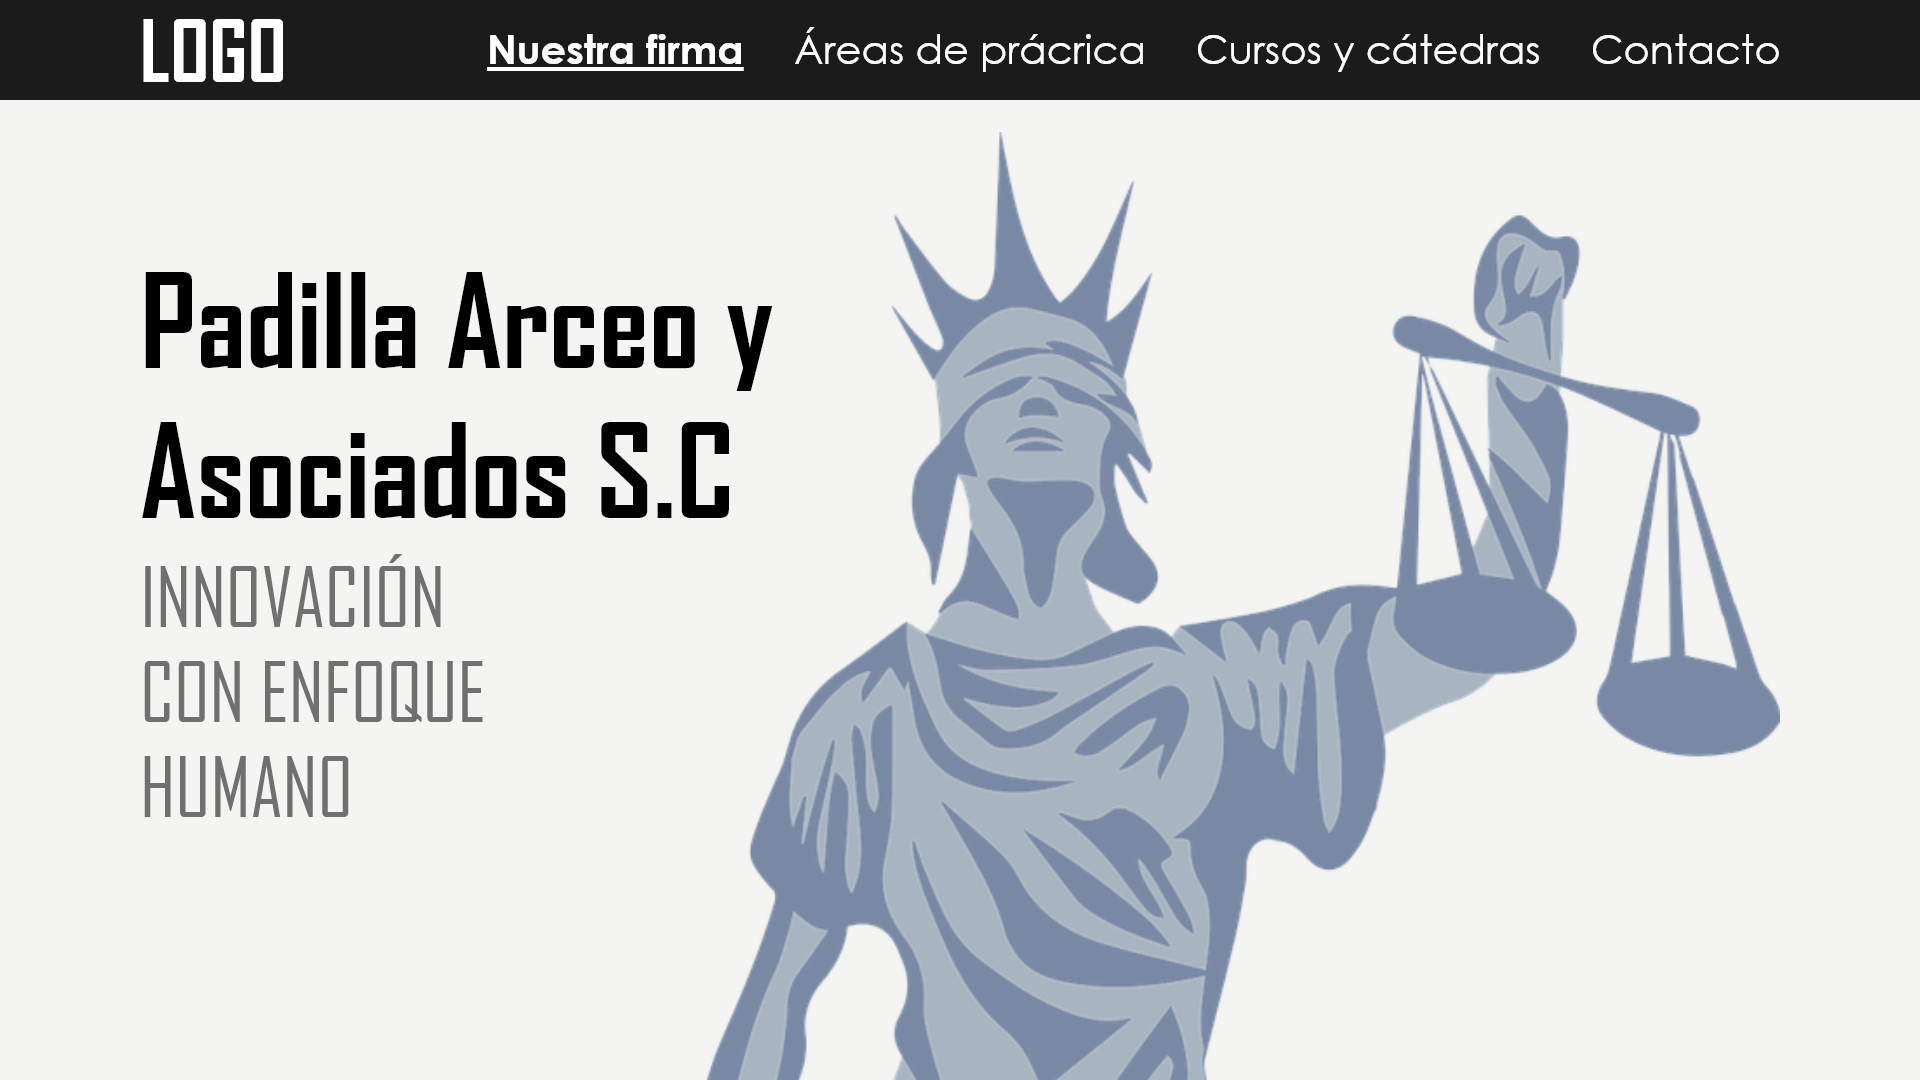 LOGO
Nuestra firma
Áreas de prácrica
Cursos y cátedras
Contacto
Padilla Arceo y
Asociados S.C
INNOVACIÓN
CON ENFOQUE
HUMANO